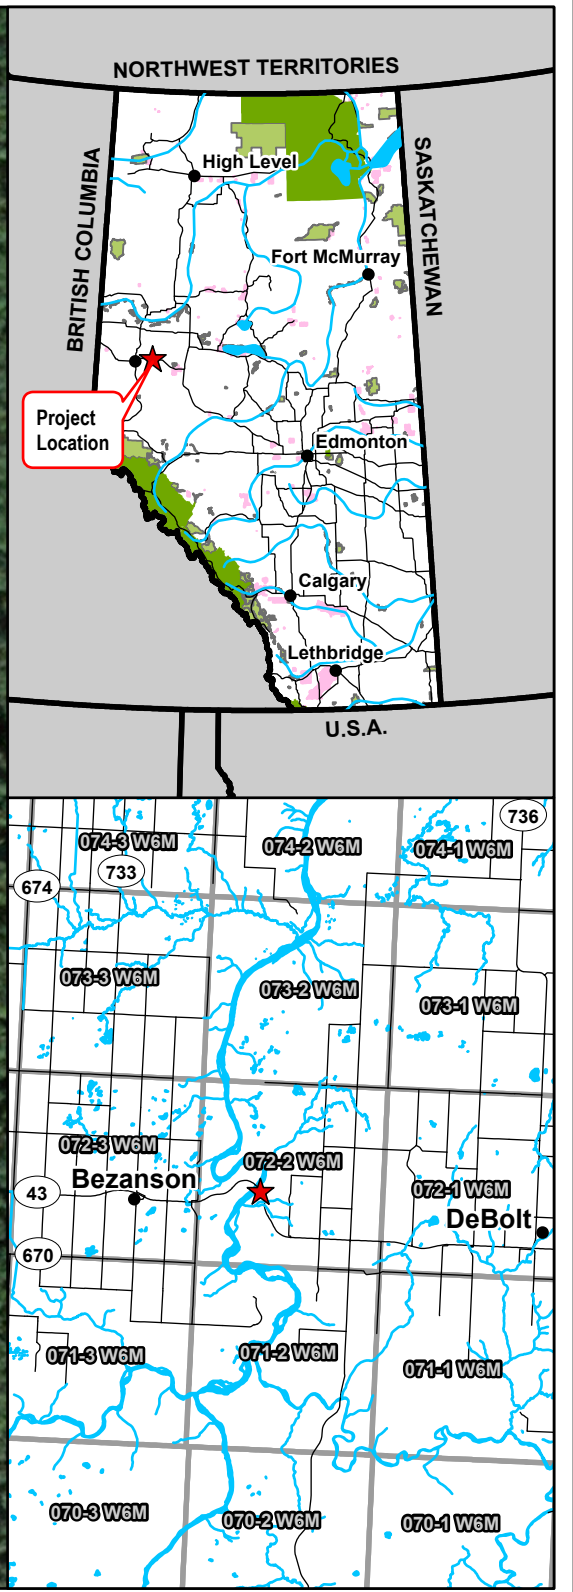 NORTHWEST TERRITORIES
BRITISH COLUMBIA
SASKATCHEWAN
High Level
Fort McMurray
Project
Location
Edmonton
Calgary
Lethbridge
U.S.A.
736
074-3 W6M
074-2 W6M
074-1 W6M
733
674
073-3 W6M
073-2 W6M
073-1 W6M
072-3 W6M
072-2 W6M
Bezanson
43
072-1 W6M
DeBolt
670
071-3 W6M
071-2 W6M
071-1 W6M
070-3 W6M
070-2 W6M
070-1 W6M